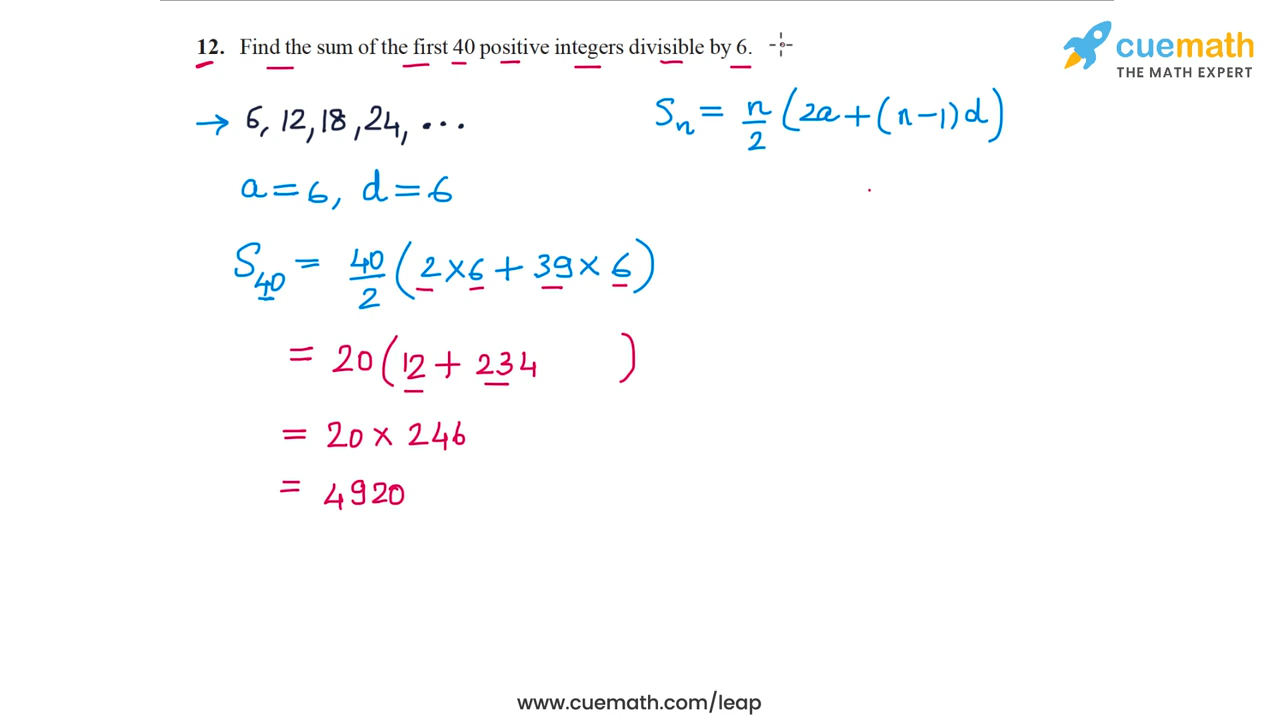 12. Find the sum of the first 40 positive integers divisible by 6.
cuemath
THE MATH EXPERT
→ 6, 12, 18, 24, ...
Sn = n/2 (2a + (n-1)d)
a = 6, d = 6
S40 = 40/2 (2 × 6 + 39 × 6)
= 20 (12 + 234 )
= 20 × 246
= 4920
www.cuemath.com/leap